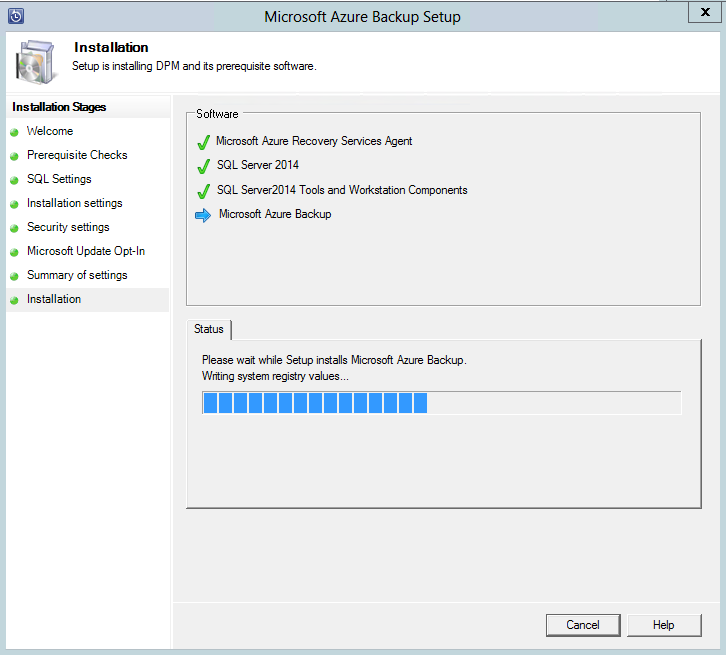 Microsoft Azure Backup Setup
x
Installation
Setup is installing DPM and its prerequisite software.
Installation Stages
Welcome
Prerequisite Checks
SQL Settings
Installation settings
Security settings
Microsoft Update Opt-In
Summary of settings
Installation
Software
Microsoft Azure Recovery Services Agent
SQL Server 2014
SQL Server2014 Tools and Workstation Components
Microsoft Azure Backup
Status
Please wait while Setup installs Microsoft Azure Backup.
Writing system registry values...
Cancel
Help